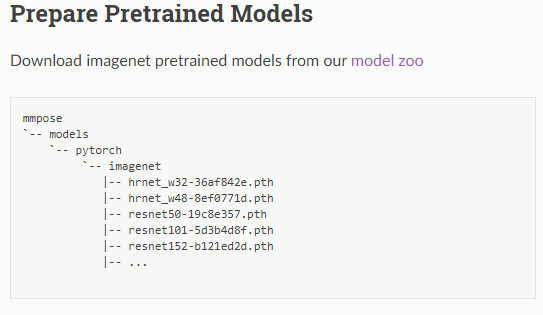 Prepare Pretrained Models
Download imagenet pretrained models from our model zoo
mmpose
`-- models
    `-- pytorch
        `-- imagenet
            |-- hrnet_w32-36af842e.pth
            |-- hrnet_w48-8ef0771d.pth
            |-- resnet50-19c8e357.pth
            |-- resnet101-5d3b4d8f.pth
            |-- resnet152-b121ed2d.pth
            |-- ...